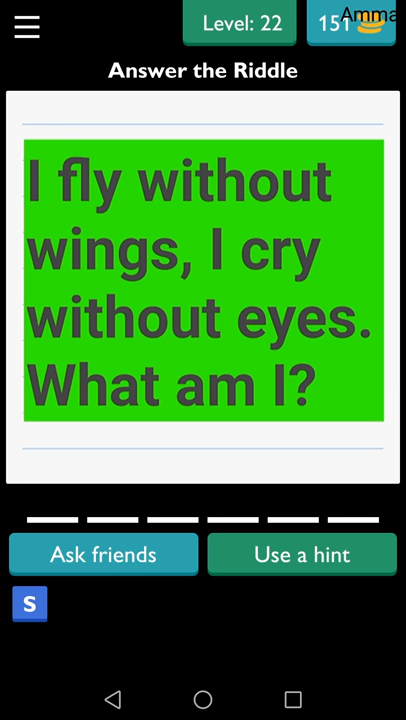 Level: 22
151
Amma
Answer the Riddle
I fly without
wings, I cry
without eyes.
What am I?
Ask friends
Use a hint
S